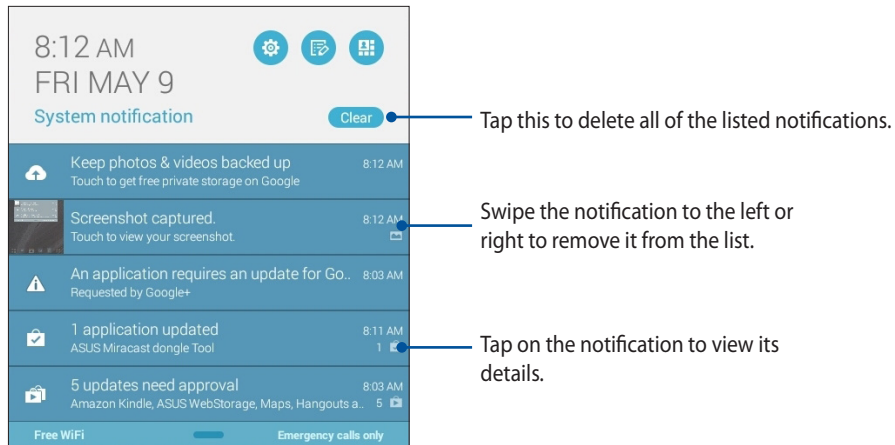 8:12 AM
FRI MAY 9
System notification
Clear
Tap this to delete all of the listed notifications.
Keep photos & videos backed up
8:12 AM
Touch to get free private storage on Google
Screenshot captured.
8:12 AM
Touch to view your screenshot.
Swipe the notification to the left or
right to remove it from the list.
An application requires an update for Go..
8:03 AM
Requested by Google+
1 application updated
8:11 AM
ASUS Miracast dongle Tool
1
Tap on the notification to view its
details.
5 updates need approval
8:03 AM
Amazon Kindle, ASUS WebStorage, Maps, Hangouts a..
5
Free WiFi
Emergency calls only